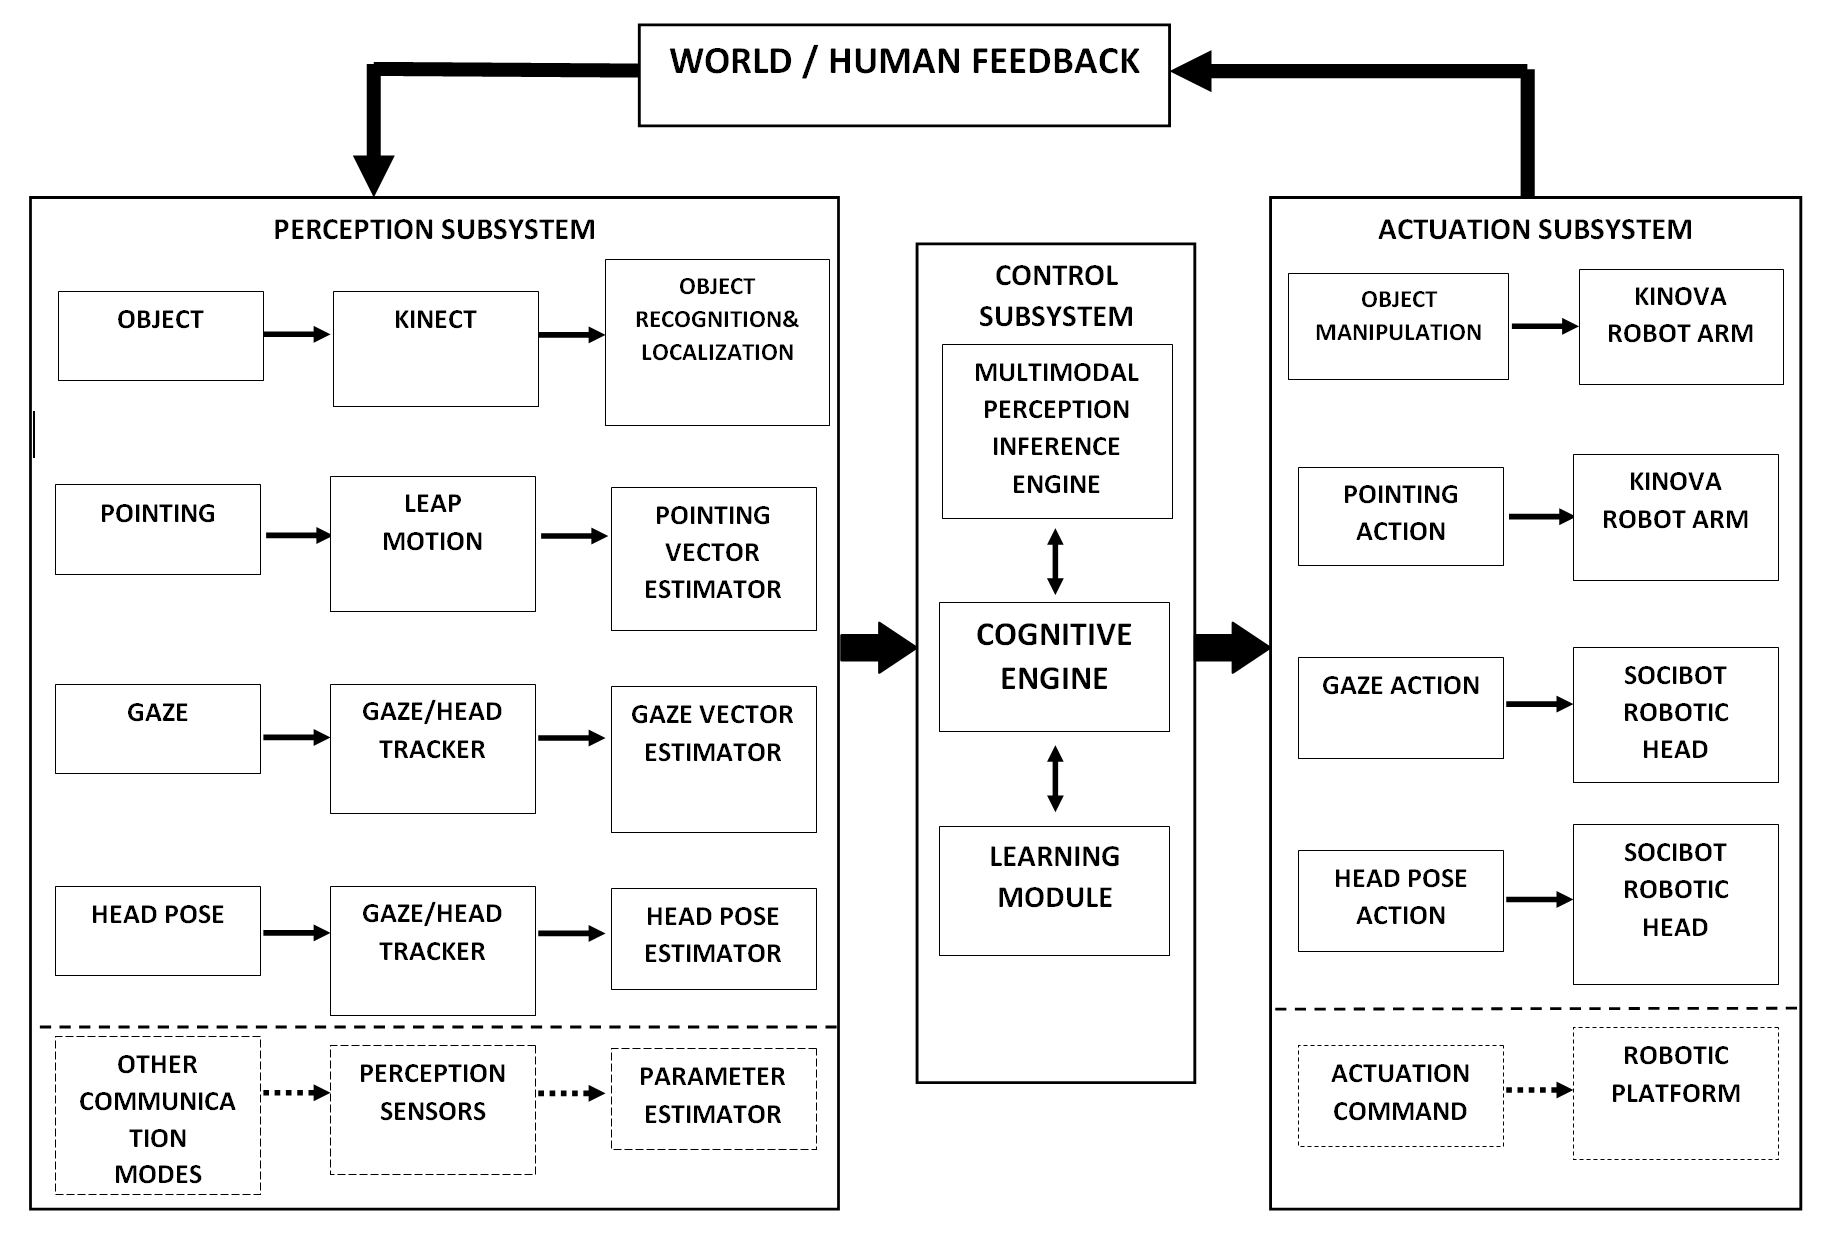 WORLD / HUMAN FEEDBACK
PERCEPTION SUBSYSTEM
OBJECT
KINECT
OBJECT
RECOGNITION&
LOCALIZATION
POINTING
LEAP
MOTION
POINTING
VECTOR
ESTIMATOR
GAZE
GAZE/HEAD
TRACKER
GAZE VECTOR
ESTIMATOR
HEAD POSE
GAZE/HEAD
TRACKER
HEAD POSE
ESTIMATOR
OTHER
COMMUNICA
TION
MODES
PERCEPTION
SENSORS
PARAMETER
ESTIMATOR
CONTROL
SUBSYSTEM
MULTIMODAL
PERCEPTION
INFERENCE
ENGINE
COGNITIVE
ENGINE
LEARNING
MODULE
ACTUATION SUBSYSTEM
OBJECT
MANIPULATION
KINOVA
ROBOT ARM
POINTING
ACTION
KINOVA
ROBOT ARM
GAZE ACTION
SOCIBOT
ROBOTIC
HEAD
HEAD POSE
ACTION
SOCIBOT
ROBOTIC
HEAD
ACTUATION
COMMAND
ROBOTIC
PLATFORM